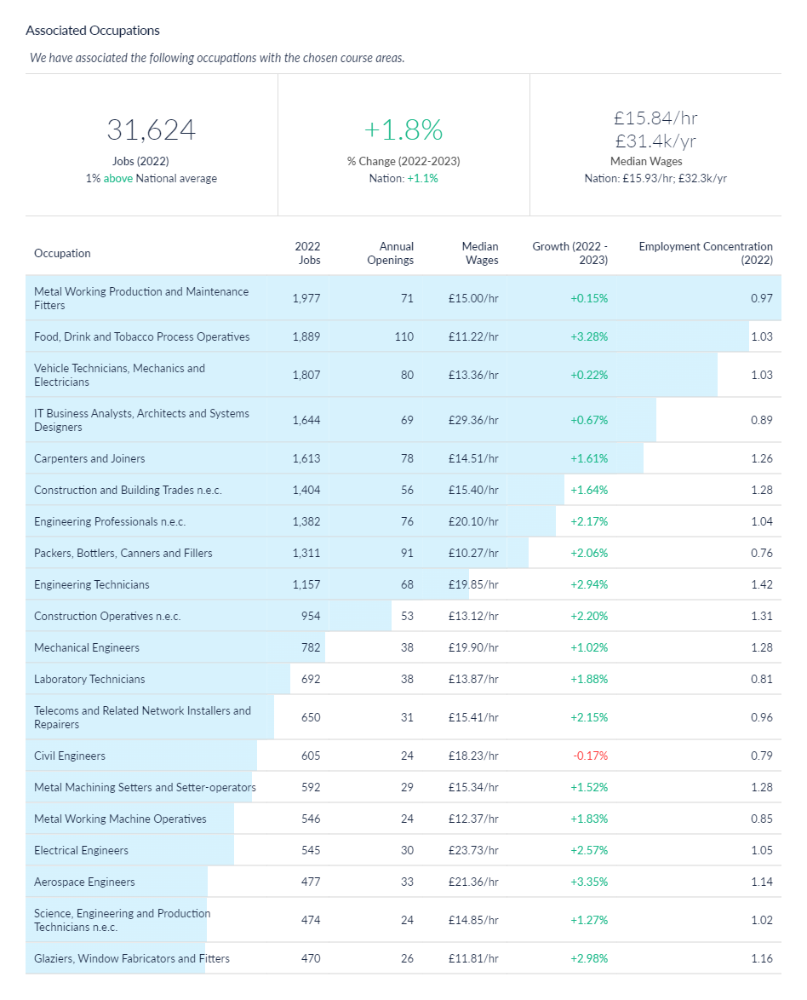 Associated Occupations
We have associated the following occupations with the chosen course areas.
31,624
Jobs (2022)
1% above National average
+1.8%
% Change (2022-2023)
Nation: +1.1%
£15.84/hr
£31.4k/yr
Median Wages
Nation: £15.93/hr; £32.3k/yr
Occupation 2022 Jobs Annual Openings Median Wages Growth (2022 - 2023) Employment Concentration (2022)
Metal Working Production and Maintenance Fitters 1,977 71 £15.00/hr +0.15% 0.97
Food, Drink and Tobacco Process Operatives 1,889 110 £11.22/hr +3.28% 1.03
Vehicle Technicians, Mechanics and Electricians 1,807 80 £13.36/hr +0.22% 1.03
IT Business Analysts, Architects and Systems Designers 1,644 69 £29.36/hr +0.67% 0.89
Carpenters and Joiners 1,613 78 £14.51/hr +1.61% 1.26
Construction and Building Trades n.e.c. 1,404 56 £15.40/hr +1.64% 1.28
Engineering Professionals n.e.c. 1,382 76 £20.10/hr +2.17% 1.04
Packers, Bottlers, Canners and Fillers 1,311 91 £10.27/hr +2.06% 0.76
Engineering Technicians 1,157 68 £19.85/hr +2.94% 1.42
Construction Operatives n.e.c. 954 53 £13.12/hr +2.20% 1.31
Mechanical Engineers 782 38 £19.90/hr +1.02% 1.28
Laboratory Technicians 692 38 £13.87/hr +1.88% 0.81
Telecoms and Related Network Installers and Repairers 650 31 £15.41/hr +2.15% 0.96
Civil Engineers 605 24 £18.23/hr -0.17% 0.79
Metal Machining Setters and Setter-operators 592 29 £15.34/hr +1.52% 1.28
Metal Working Machine Operatives 546 24 £12.37/hr +1.83% 0.85
Electrical Engineers 545 30 £23.73/hr +2.57% 1.05
Aerospace Engineers 477 33 £21.36/hr +3.35% 1.14
Science, Engineering and Production Technicians n.e.c. 474 24 £14.85/hr +1.27% 1.02
Glaziers, Window Fabricators and Fitters 470 26 £11.81/hr +2.98% 1.16